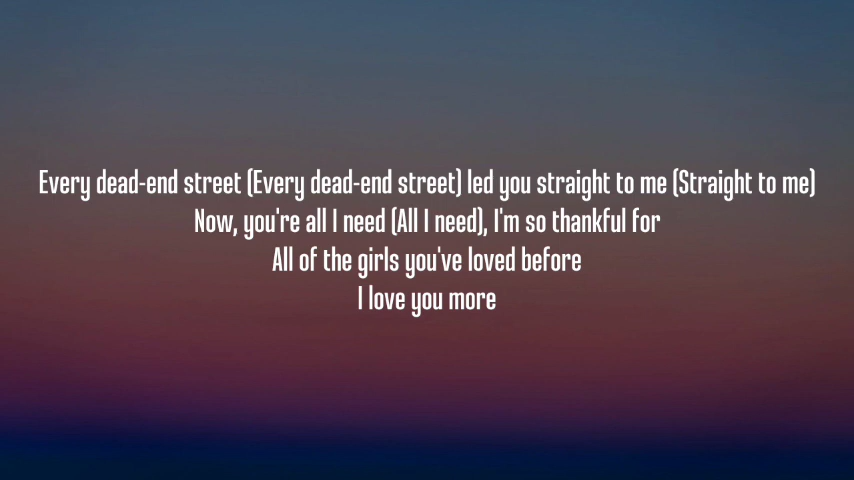 Every dead-end street (Every dead-end street) led you straight to me (Straight to me)
Now, you're all I need (All I need), I'm so thankful for
All of the girls you've loved before
I love you more